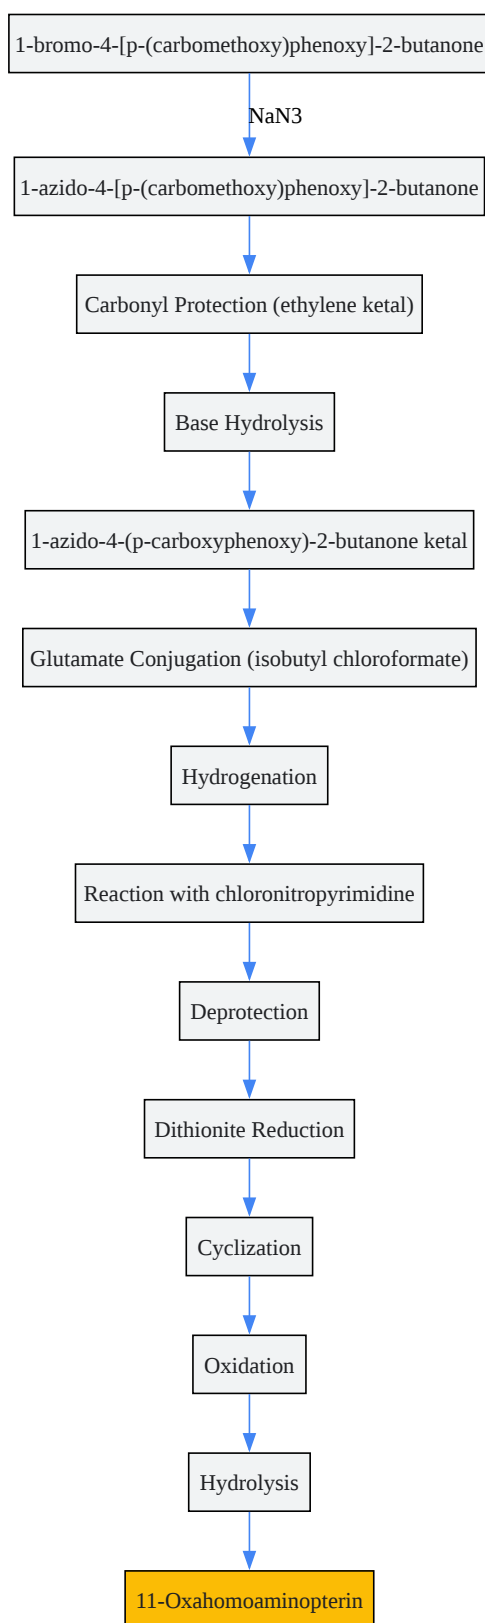 1-bromo-4-[p-(carbomethoxy)phenoxy]-2-butanone
NaN3
1-azido-4-[p-(carbomethoxy)phenoxy]-2-butanone
Carbonyl Protection (ethylene ketal)
Base Hydrolysis
1-azido-4-(p-carboxyphenoxy)-2-butanone ketal
Glutamate Conjugation (isobutyl chloroformate)
Hydrogenation
Reaction with chloronitropyrimidine
Deprotection
Dithionite Reduction
Cyclization
Oxidation
Hydrolysis
11-Oxahomoaminopterin